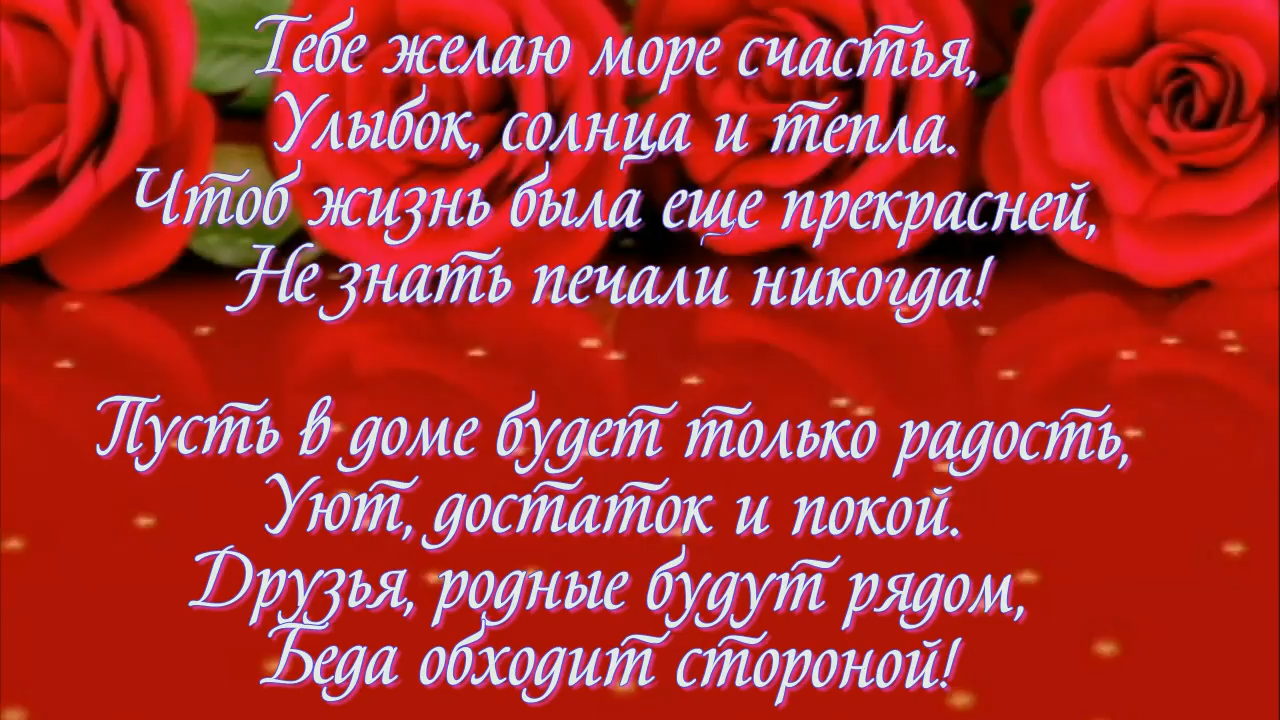 Тебе желаю море счастья,
Улыбок, солнца и тепла.
Чтоб жизнь была еще прекрасней,
Не знать печали никогда!
Пусть в доме будет только радость,
Уют, достаток и покой.
Друзья, родные будут рядом,
Беда обходит стороной!